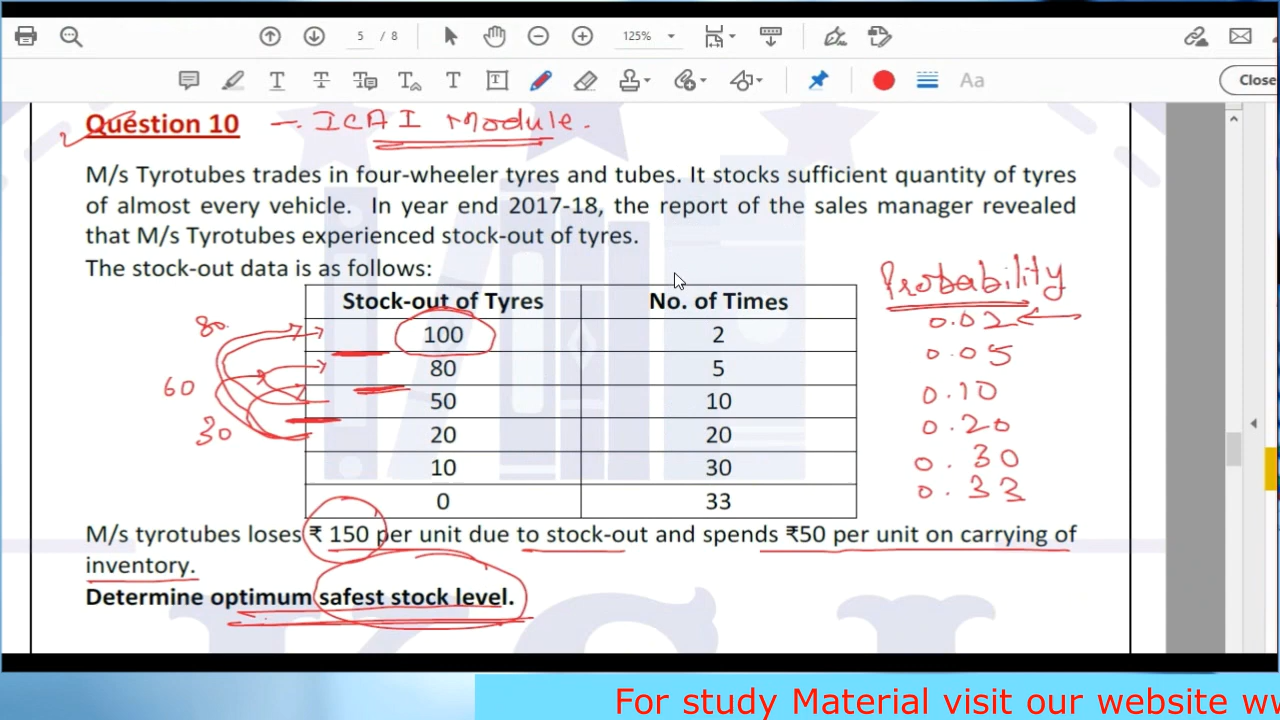 5 / 8
125%
Close
Aa
Question 10 - ICAI Module.
M/s Tyrotubes trades in four-wheeler tyres and tubes. It stocks sufficient quantity of tyres
of almost every vehicle. In year end 2017-18, the report of the sales manager revealed
that M/s Tyrotubes experienced stock-out of tyres.
The stock-out data is as follows:
Probability
Stock-out of Tyres No. of Times
80 100 2 0.02
80 5 0.05
60 50 10 0.10
30 20 20 0.20
10 30 0.30
0 33 0.33
M/s tyrotubes loses ₹ 150 per unit due to stock-out and spends ₹50 per unit on carrying of
inventory.
Determine optimum safest stock level.
For study Material visit our website ww